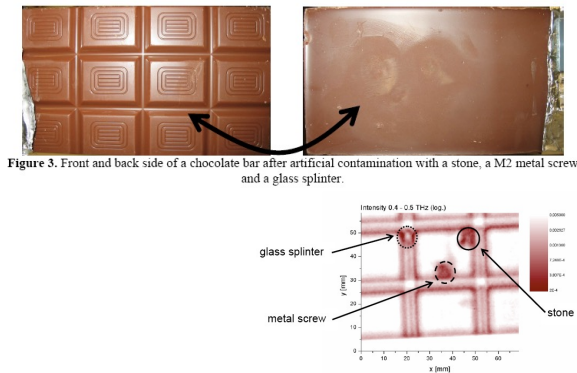 Figure 3. Front and back side of a chocolate bar after artificial contamination with a stone, a M2 metal screw
and a glass splinter.
Intensity 0.4 - 0.5 THz (log.)
glass splinter
metal screw
stone
y [mm]
50
40
30
20
10
0
0 10 20 30 40 50 60 70
x [mm]